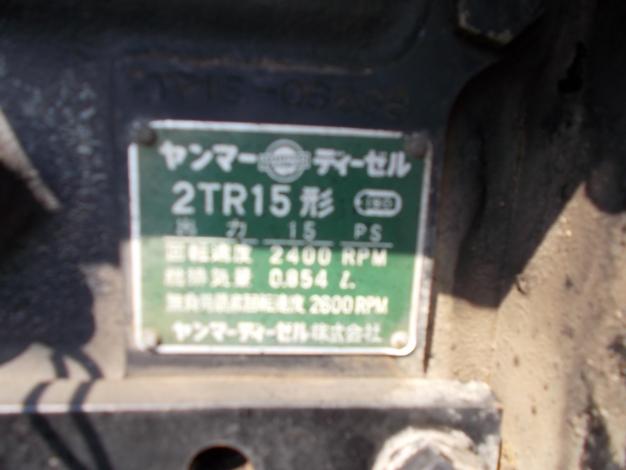 ヤンマー ディーゼル
2TR15形
出力 15 PS
回転速度 2400 RPM
総排気量 0.854 ℓ
無負荷最高回転速度 2600RPM
ヤンマーディーゼル株式会社